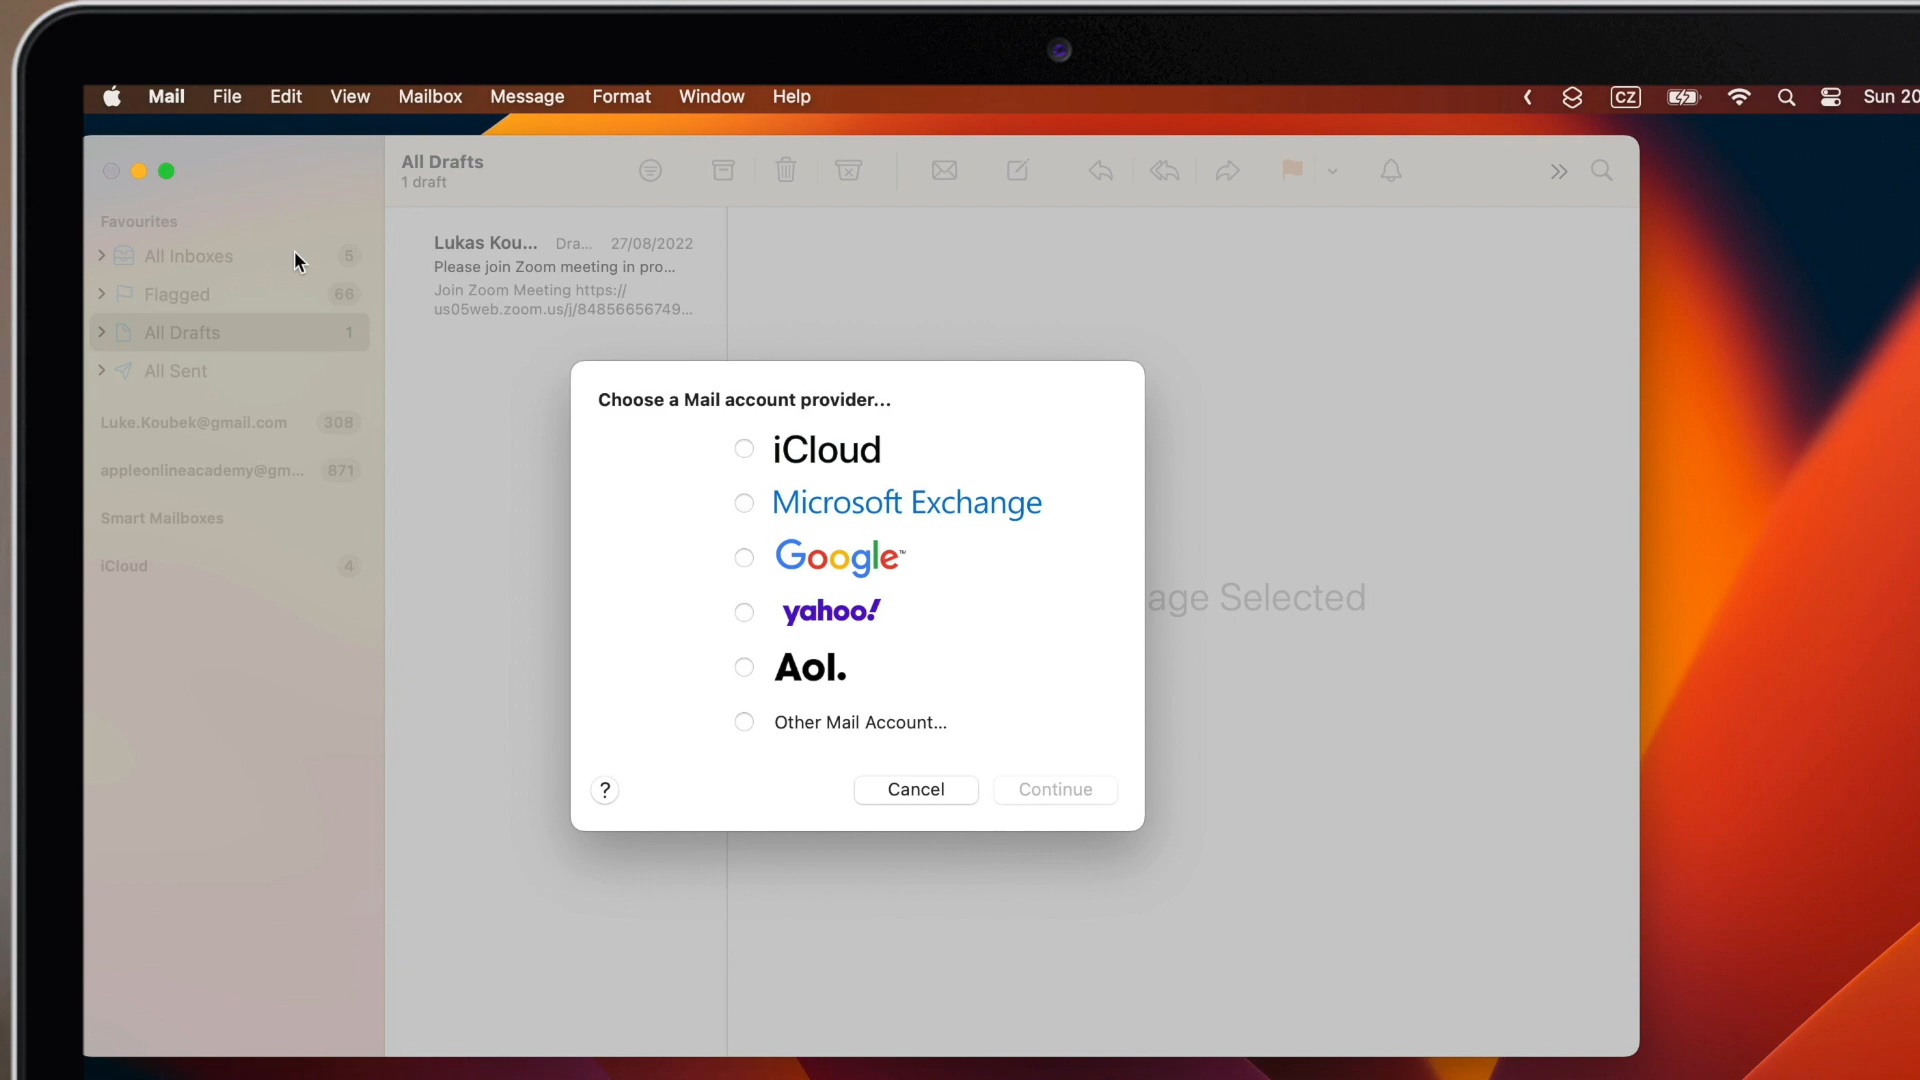 Mail File Edit View Mailbox Message Format Window Help
CZ
Sun 20
All Drafts
1 draft
Favourites
All Inboxes 5
Flagged 66
All Drafts 1
All Sent
Luke.Koubek@gmail.com 308
appleonlineacademy@gm... 871
Smart Mailboxes
iCloud 4
Lukas Kou... Dra... 27/08/2022
Please join Zoom meeting in pro...
Join Zoom Meeting https://
us05web.zoom.us/j/84856656749...
age Selected
Choose a Mail account provider...
iCloud
Microsoft Exchange
Google™
yahoo!
Aol.
Other Mail Account...
?
Cancel
Continue